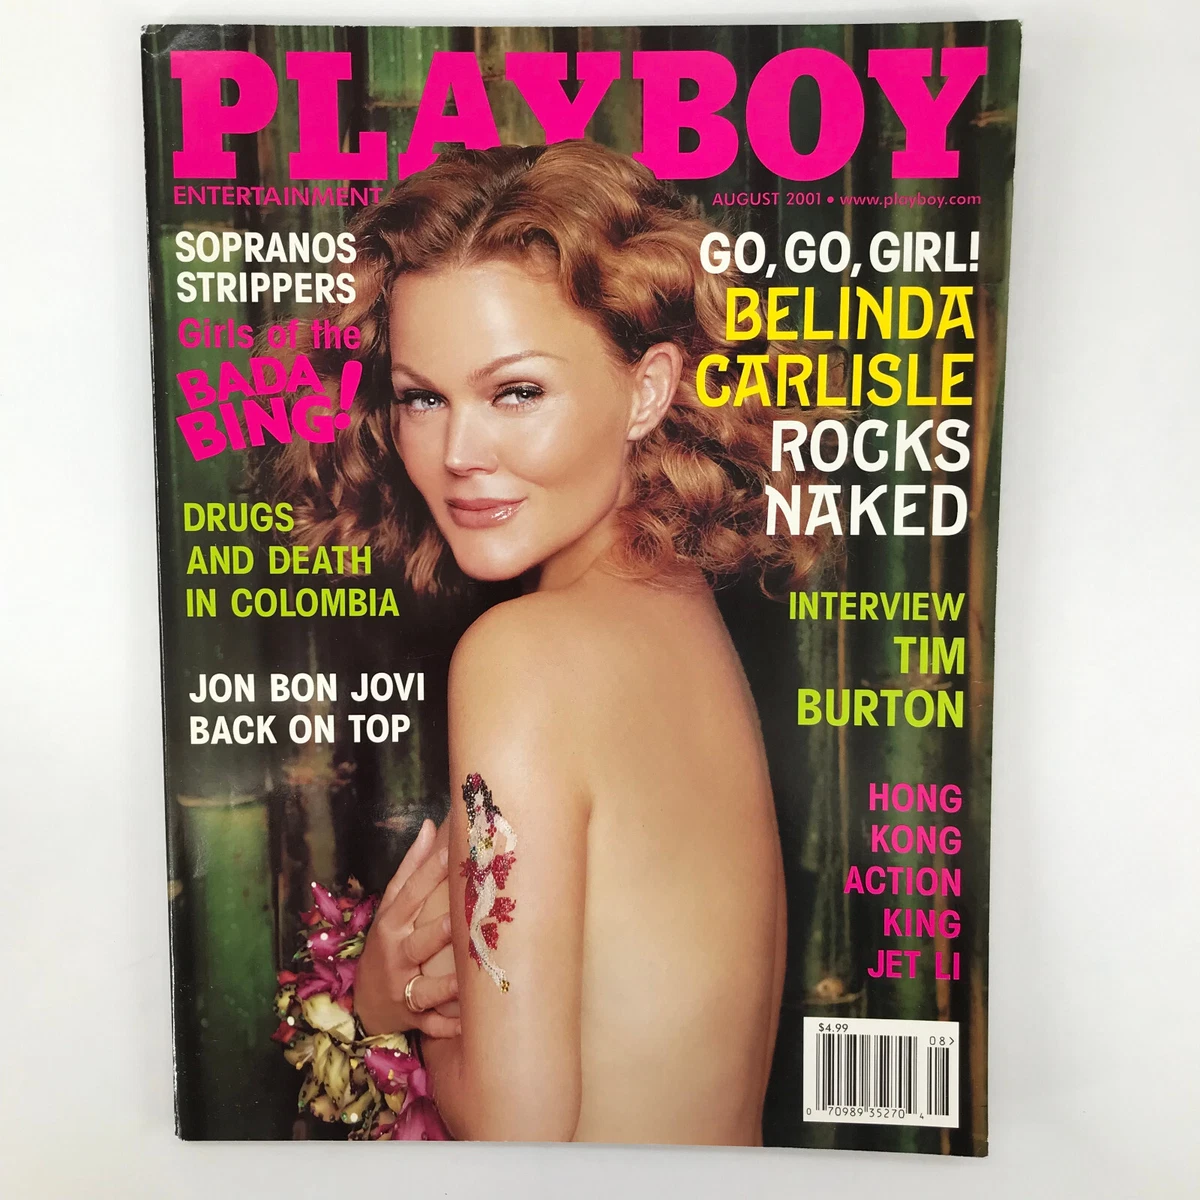 PLAYBOY
ENTERTAINMENT
AUGUST 2001 • www.playboy.com
SOPRANOS
STRIPPERS
Girls of the
BADA
BING!
DRUGS
AND DEATH
IN COLOMBIA
JON BON JOVI
BACK ON TOP
GO, GO, GIRL!
BELINDA
CARLISLE
ROCKS
NAKED
INTERVIEW
TIM
BURTON
HONG
KONG
ACTION
KING
JET LI
$4.99
08>
0 70989 35270 4